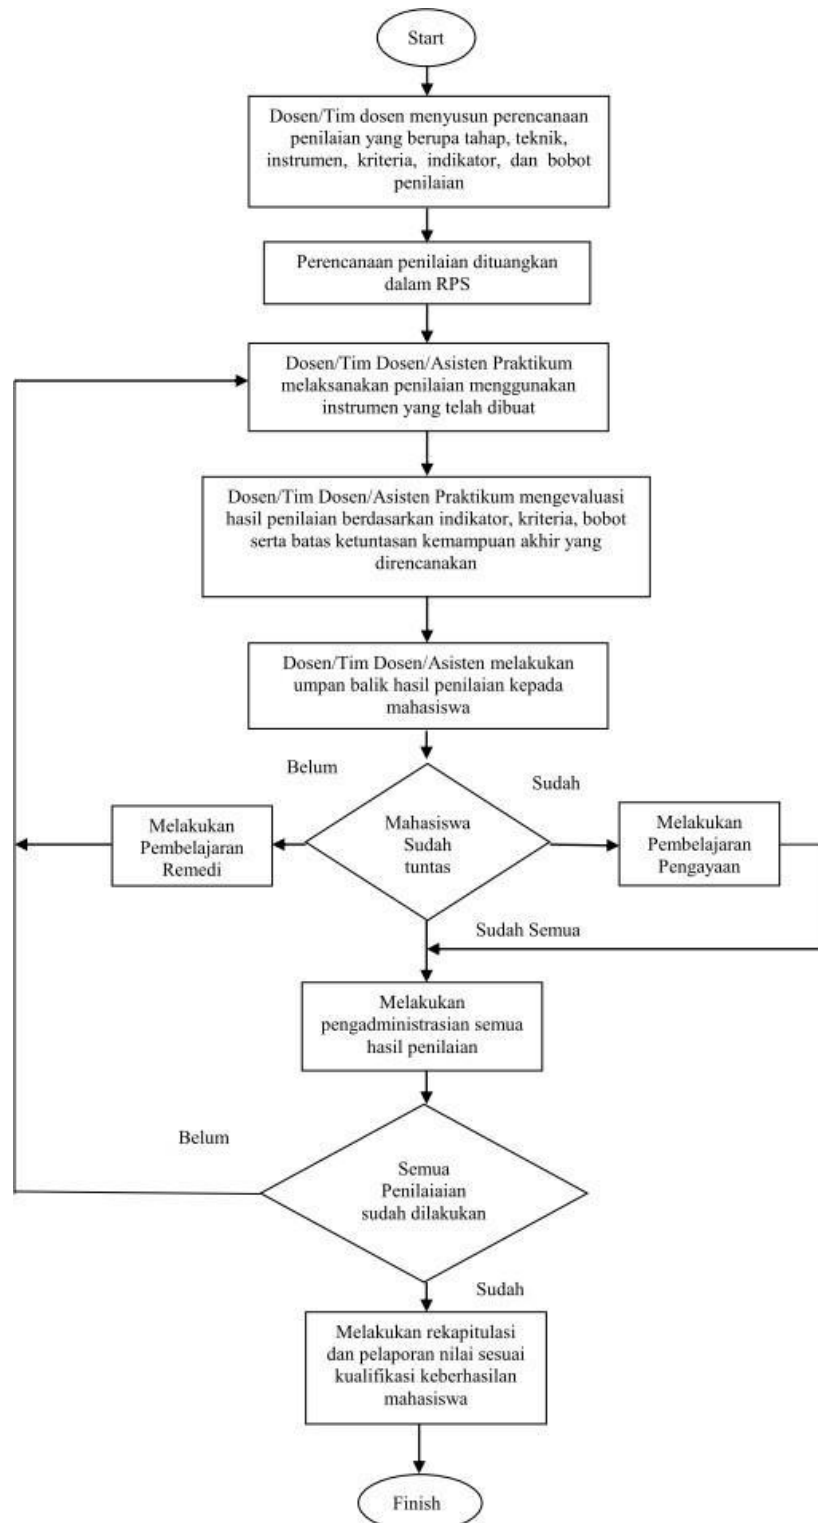 Start
Dosen/Tim dosen menyusun perencanaan
penilaian yang berupa tahap, teknik,
instrumen, kriteria, indikator, dan bobot
penilaian
Perencanaan penilaian dituangkan
dalam RPS
Dosen/Tim Dosen/Asisten Praktikum
melaksanakan penilaian menggunakan
instrumen yang telah dibuat
Dosen/Tim Dosen/Asisten Praktikum mengevaluasi
hasil penilaian berdasarkan indikator, kriteria, bobot
serta batas ketuntasan kemampuan akhir yang
direncanakan
Dosen/Tim Dosen/Asisten melakukan
umpan balik hasil penilaian kepada
mahasiswa
Belum
Sudah
Melakukan
Pembelajaran
Remedi
Mahasiswa
Sudah
tuntas
Melakukan
Pembelajaran
Pengayaan
Sudah Semua
Melakukan
pengadministrasian semua
hasil penilaian
Belum
Semua
Penilaiaian
sudah dilakukan
Sudah
Melakukan rekapitulasi
dan pelaporan nilai sesuai
kualifikasi keberhasilan
mahasiswa
Finish